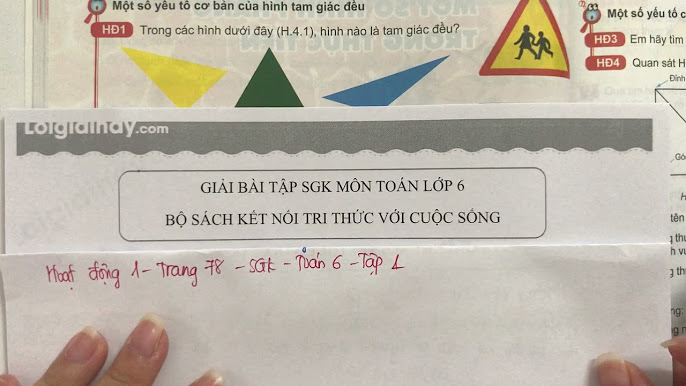 Một số yếu tố cơ bản của hình tam giác đều
HĐ1 Trong các hình dưới đây (H.4.1), hình nào là tam giác đều?
Một số yếu tố c
HĐ3 Em hãy tìm
HĐ4 Quan sát H
Đỉnh
Loigiaihay.com
GIẢI BÀI TẬP SGK MÔN TOÁN LỚP 6
BỘ SÁCH KẾT NỐI TRI THỨC VỚI CUỘC SỐNG
Hoạt động 1 - Trang 78 - SGK - Toán 6 - Tập 1